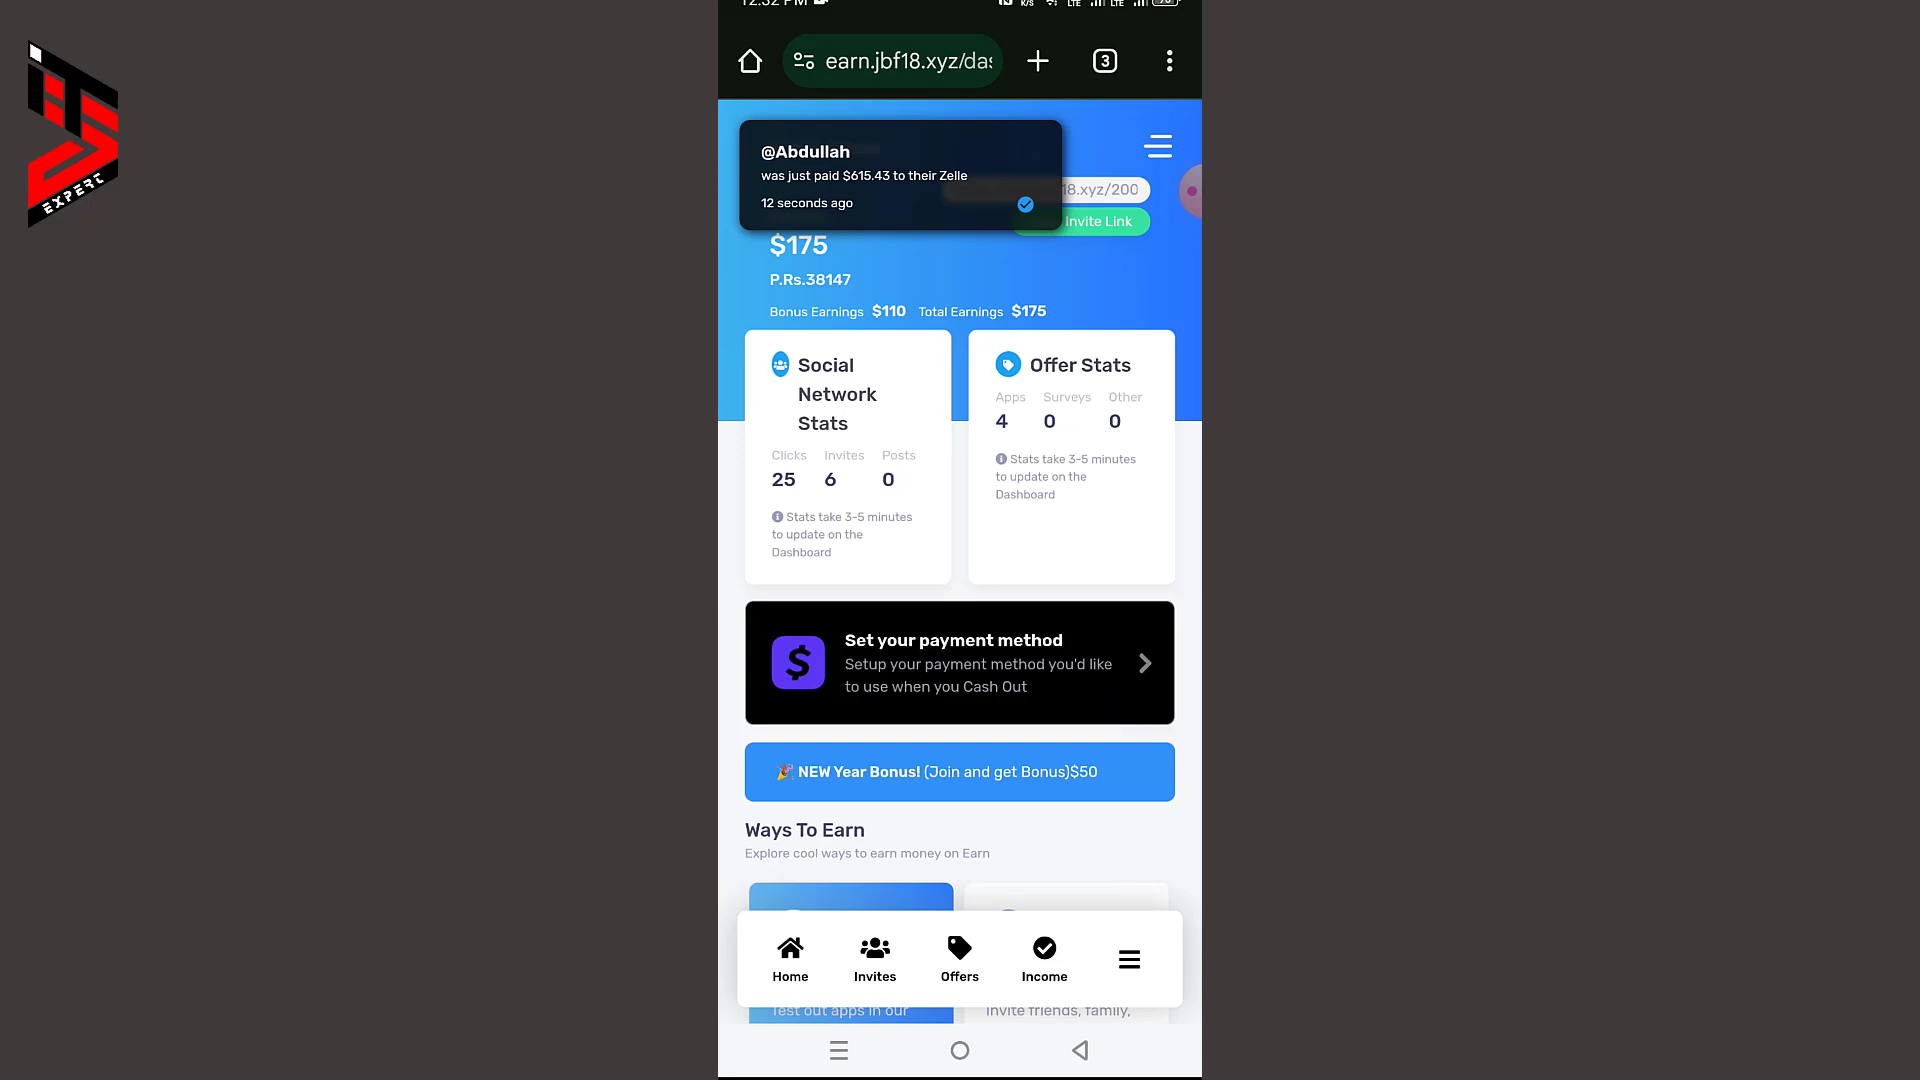 12:32 PM
K/S LTE LTE
earn.jbf18.xyz/das
3
@Abdullah
was just paid $615.43 to their Zelle
12 seconds ago
18.xyz/200
Invite Link
$175
P.Rs.38147
Bonus Earnings $110 Total Earnings $175
Social
Network
Stats
Clicks Invites Posts
25 6 0
Stats take 3-5 minutes
to update on the
Dashboard
Offer Stats
Apps Surveys Other
4 0 0
Stats take 3-5 minutes
to update on the
Dashboard
Set your payment method
Setup your payment method you'd like
to use when you Cash Out
🎉 NEW Year Bonus! (Join and get Bonus)$50
Ways To Earn
Explore cool ways to earn money on Earn
Home Invites Offers Income
Test out apps in our
Invite friends, family,
EXPERT